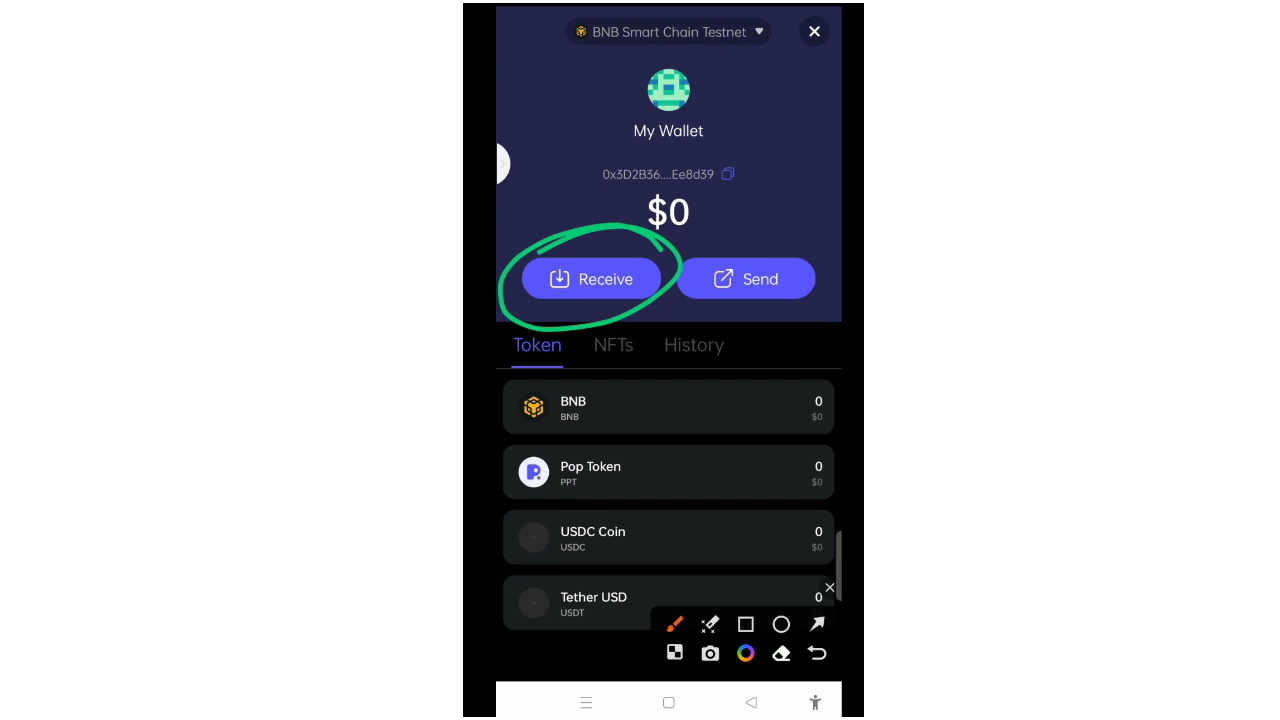 BNB Smart Chain Testnet
My Wallet
0x3D2B36....Ee8d39
$0
Receive Send
Token NFTs History
BNB 0
BNB $0
Pop Token 0
PPT $0
USDC Coin 0
USDC $0
Tether USD 0
USDT